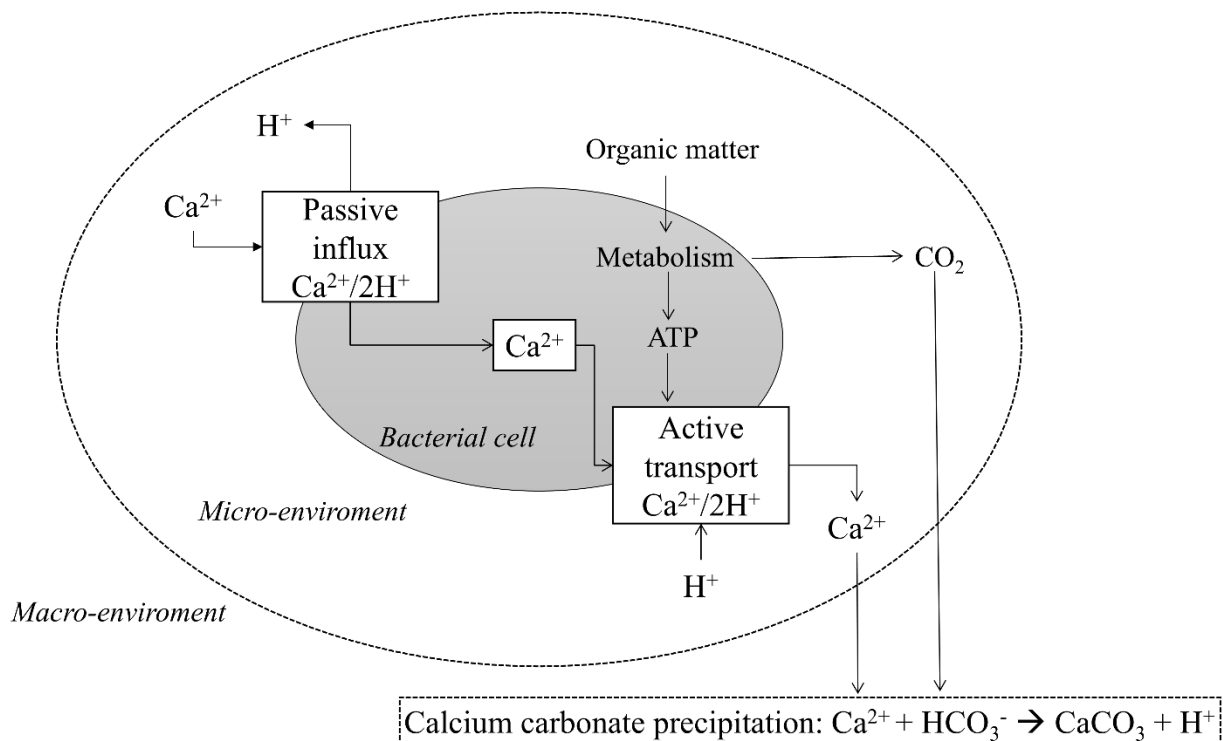 H⁺
Organic matter
Ca²⁺
Passive
influx
Ca²⁺/2H⁺
Metabolism
CO₂
Ca²⁺
ATP
Bacterial cell
Active
transport
Ca²⁺/2H⁺
Micro-enviroment
Ca²⁺
H⁺
Macro-enviroment
Calcium carbonate precipitation: Ca²⁺ + HCO₃⁻ → CaCO₃ + H⁺